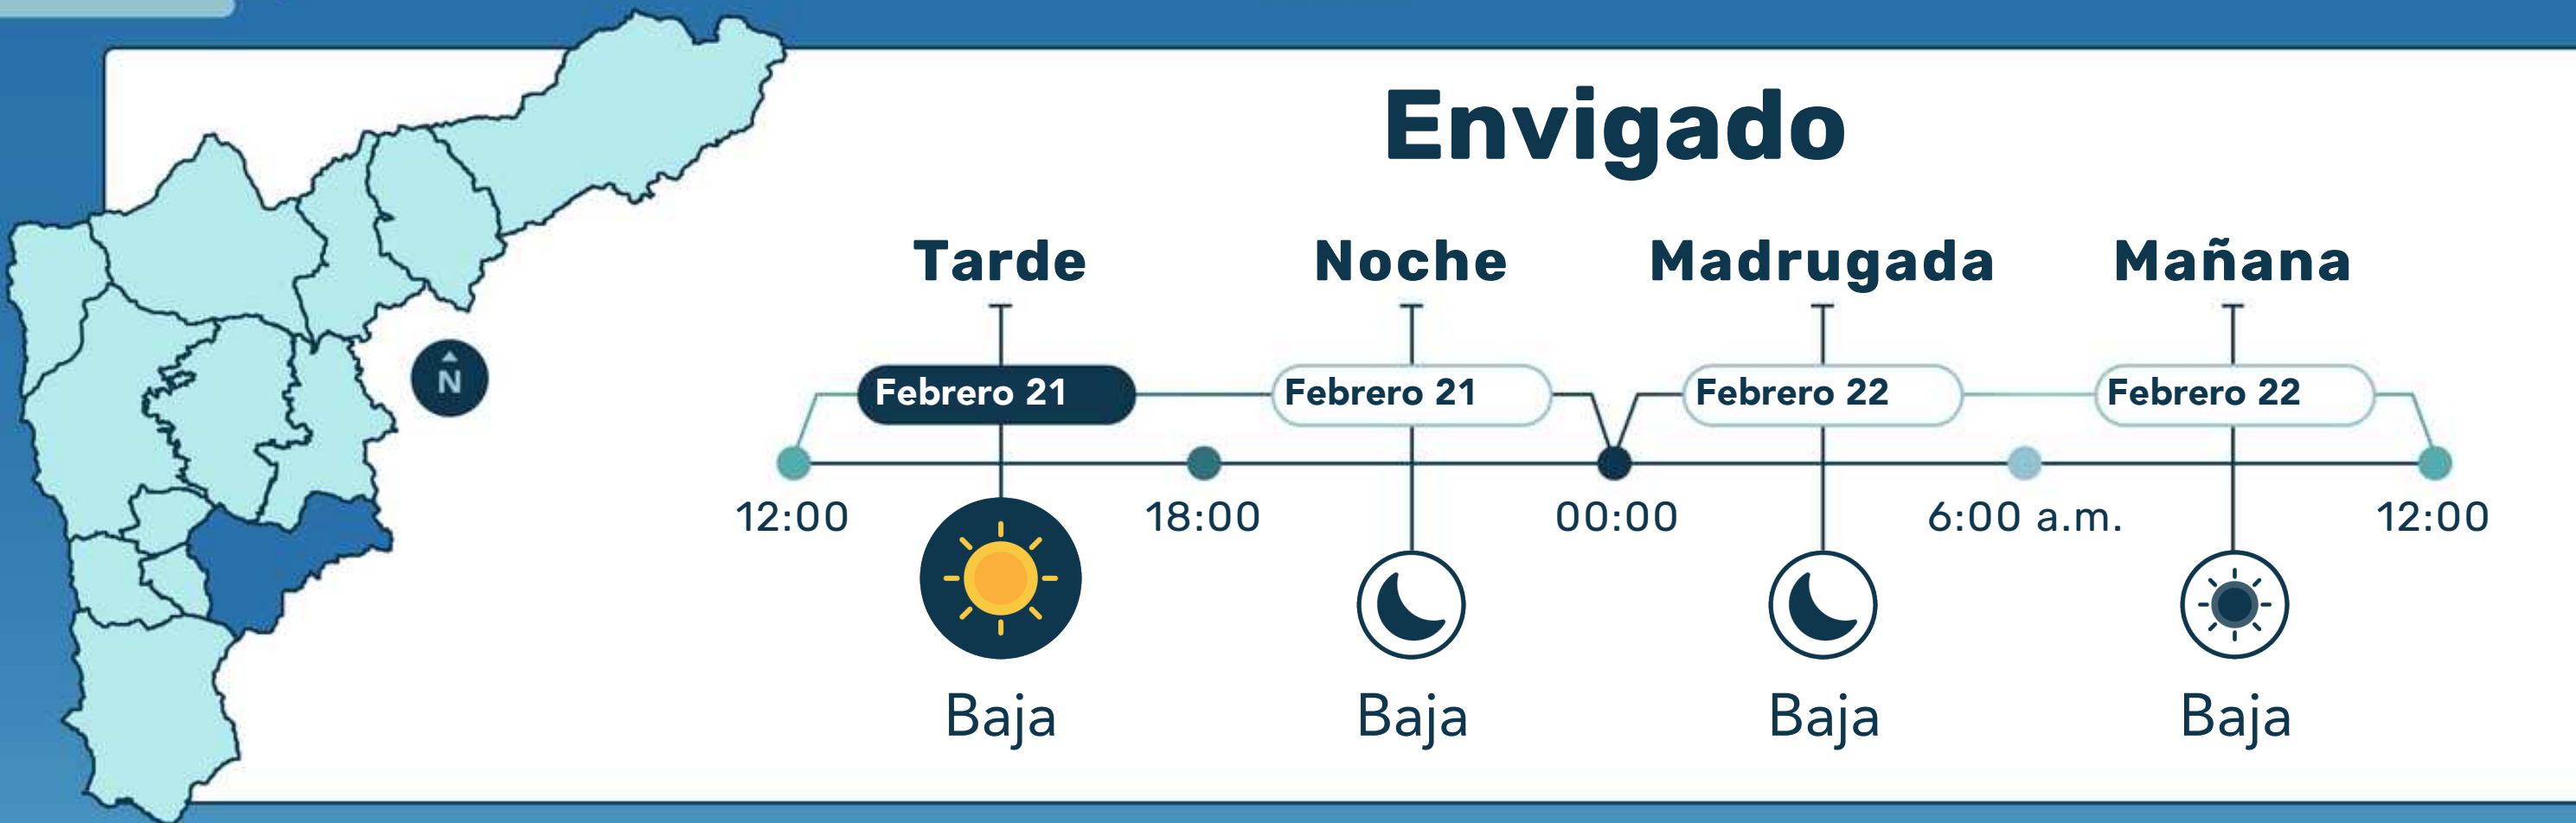 Envigado
Tarde Noche Madrugada Mañana
N
Febrero 21 Febrero 21 Febrero 22 Febrero 22
12:00 18:00 00:00 6:00 a.m. 12:00
Baja Baja Baja Baja